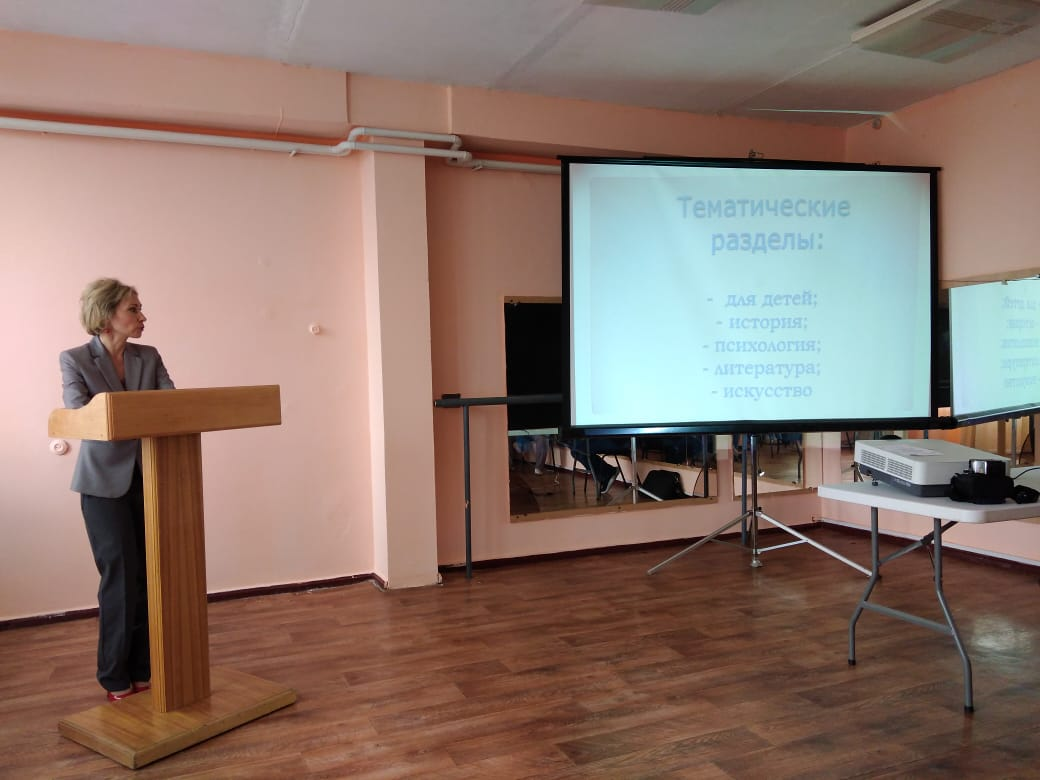 Тематические
разделы:
- для детей;
- история;
- психология;
- литература;
- искусство